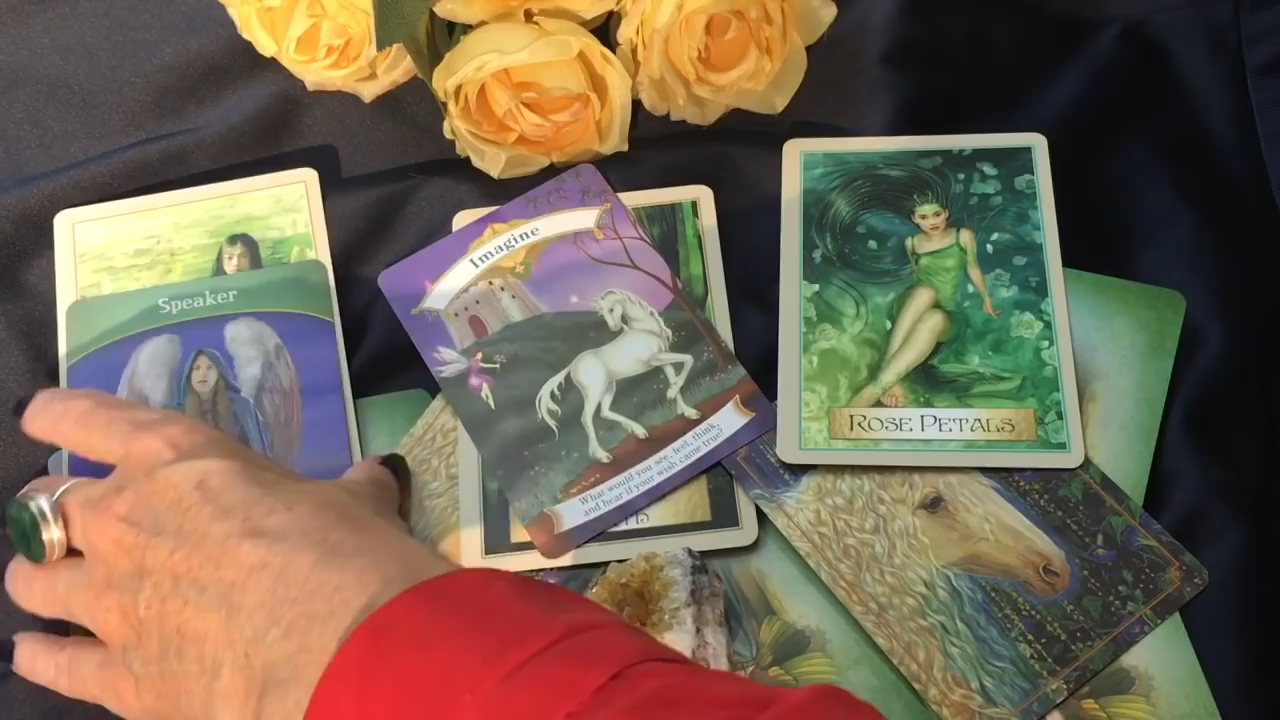 Speaker
Imagine
What would you see, feel, think,
and hear if your wish came true?
ROSE PETALS